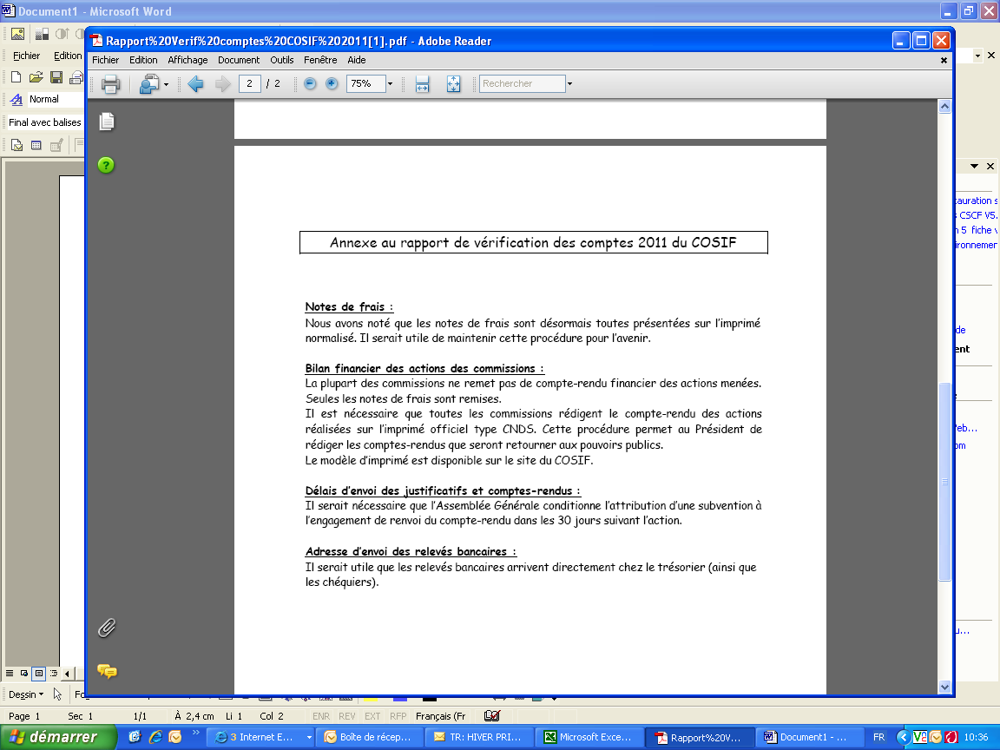 Document1 - Microsoft Word
Rapport%20Verif%20comptes%20COSIF%202011[1].pdf - Adobe Reader
Fichier Edition
Fichier Edition Affichage Document Outils Fenêtre Aide
2 / 2 75% Rechercher
Normal
Final avec balises
Annexe au rapport de vérification des comptes 2011 du COSIF
Notes de frais :
Nous avons noté que les notes de frais sont désormais toutes présentées sur l'imprimé
normalisé. Il serait utile de maintenir cette procédure pour l'avenir.
Bilan financier des actions des commissions :
La plupart des commissions ne remet pas de compte-rendu financier des actions menées.
Seules les notes de frais sont remises.
Il est nécessaire que toutes les commissions rédigent le compte-rendu des actions
réalisées sur l'imprimé officiel type CNDS. Cette procédure permet au Président de
rédiger les comptes-rendus que seront retourner aux pouvoirs publics.
Le modèle d'imprimé est disponible sur le site du COSIF.
Délais d'envoi des justificatifs et comptes-rendus :
Il serait nécessaire que l'Assemblée Générale conditionne l'attribution d'une subvention à
l'engagement de renvoi du compte-rendu dans les 30 jours suivant l'action.
Adresse d'envoi des relevés bancaires :
Il serait utile que les relevés bancaires arrivent directement chez le trésorier (ainsi que
les chéquiers).
tauration s
CSCF V5.
n 5 fiche v
ironnemer
de
ent
eb...
om
u...
Dessin
Page 1 Sec 1 1/1 À 2,4 cm Li 1 Col 2 ENR REV EXT RFP Français (Fr
démarrer 3 Internet E... Boîte de récep... TR: HIVER PRI... Microsoft Exce... Rapport%20V... Document1 - ... FR 10:36